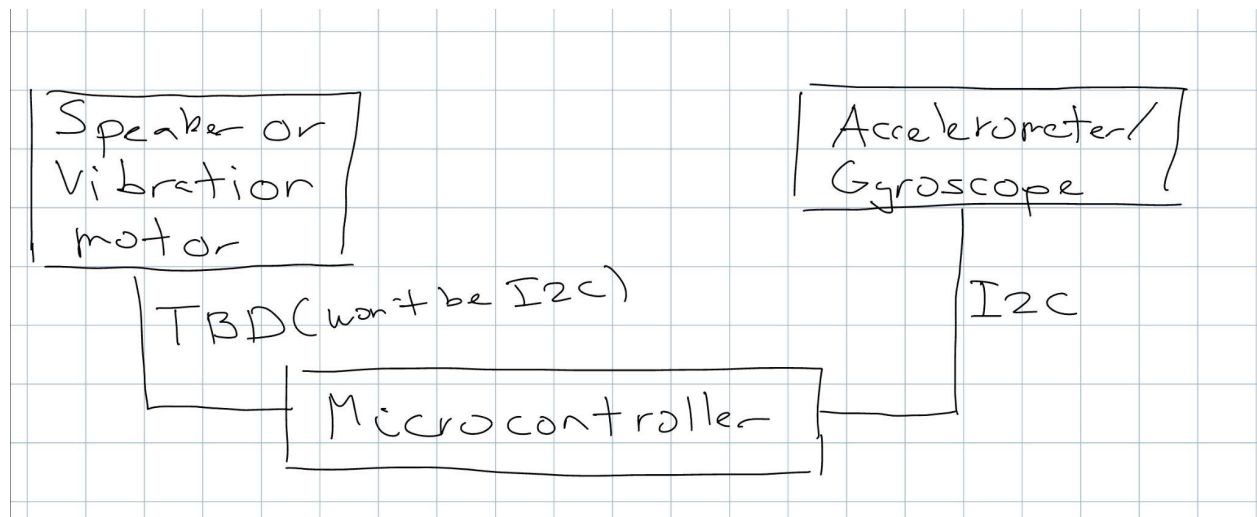 Speaker or
Vibration
motor
Accelerometer/
Gyroscope
TBD (won't be I2C)
I2C
Microcontroller